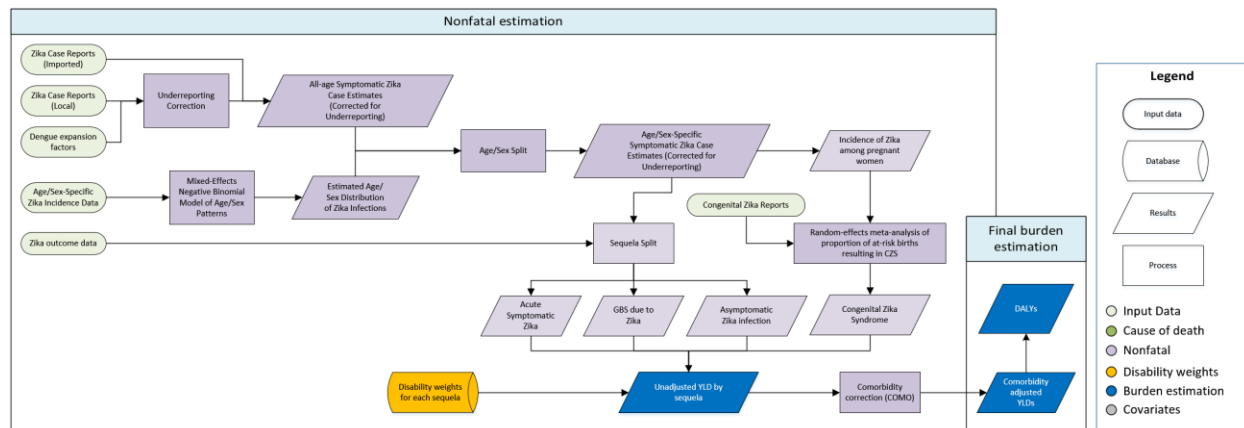 Nonfatal estimation
Zika Case Reports
(Imported)
Zika Case Reports
(Local)
Dengue expansion
factors
Underreporting
Correction
All-age Symptomatic Zika
Case Estimates
(Corrected for
Underreporting)
Age/Sex-Specific
Zika Incidence Data
Mixed-Effects
Negative Binomial
Model of Age/Sex
Patterns
Estimated Age/
Sex Distribution
of Zika Infections
Age/Sex Split
Age/Sex-Specific
Symptomatic Zika Case
Estimates (Corrected for
Underreporting)
Incidence of Zika
among pregnant
women
Congenital Zika Reports
Zika outcome data
Sequela Split
Random-effects meta-analysis of
proportion of at-risk births
resulting in CZS
Acute
Symptomatic
Zika
GBS due to
Zika
Asymptomatic
Zika infection
Congenital Zika
Syndrome
Disability weights
for each sequela
Unadjusted YLD by
sequela
Comorbidity
correction (COMO)
Final burden
estimation
DALYs
Comorbidity
adjusted
YLDs
Legend
Input data
Database
Results
Process
Input Data
Cause of death
Nonfatal
Disability weights
Burden estimation
Covariates